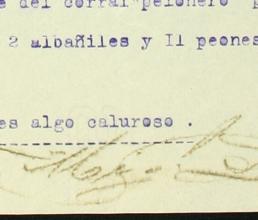 e del corral "pelonero" p
2 albañiles y II peones
es algo caluroso .